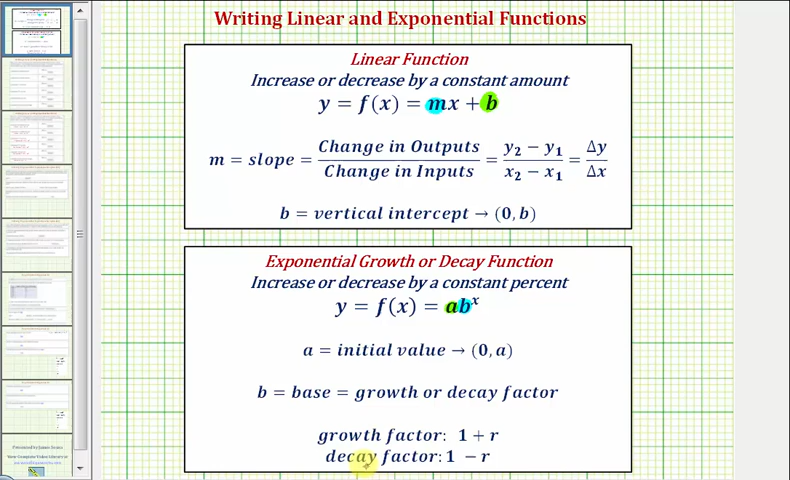 Writing Linear and Exponential Functions
Linear Function
Increase or decrease by a constant amount
y = f(x) = mx + b
m = slope = Change in Outputs / Change in Inputs = y₂ − y₁ / x₂ − x₁ = Δy / Δx
b = vertical intercept → (0, b)
Exponential Growth or Decay Function
Increase or decrease by a constant percent
y = f(x) = abˣ
a = initial value → (0, a)
b = base = growth or decay factor
growth factor: 1 + r
decay factor: 1 − r